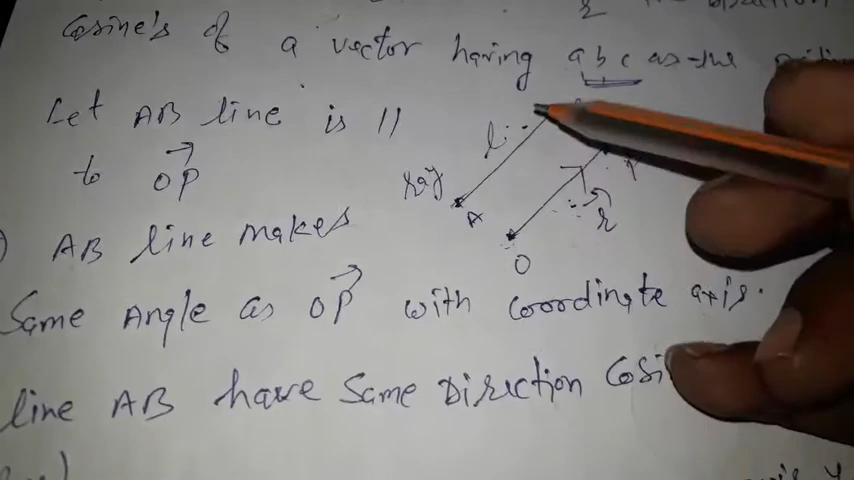 r
Cosine's of a vector having a b c as the
Let AB line is ||
to OP
l
A
r
O
AB line makes
Same Angle as OP with coordinate axis.
line AB have same Direction Cosi